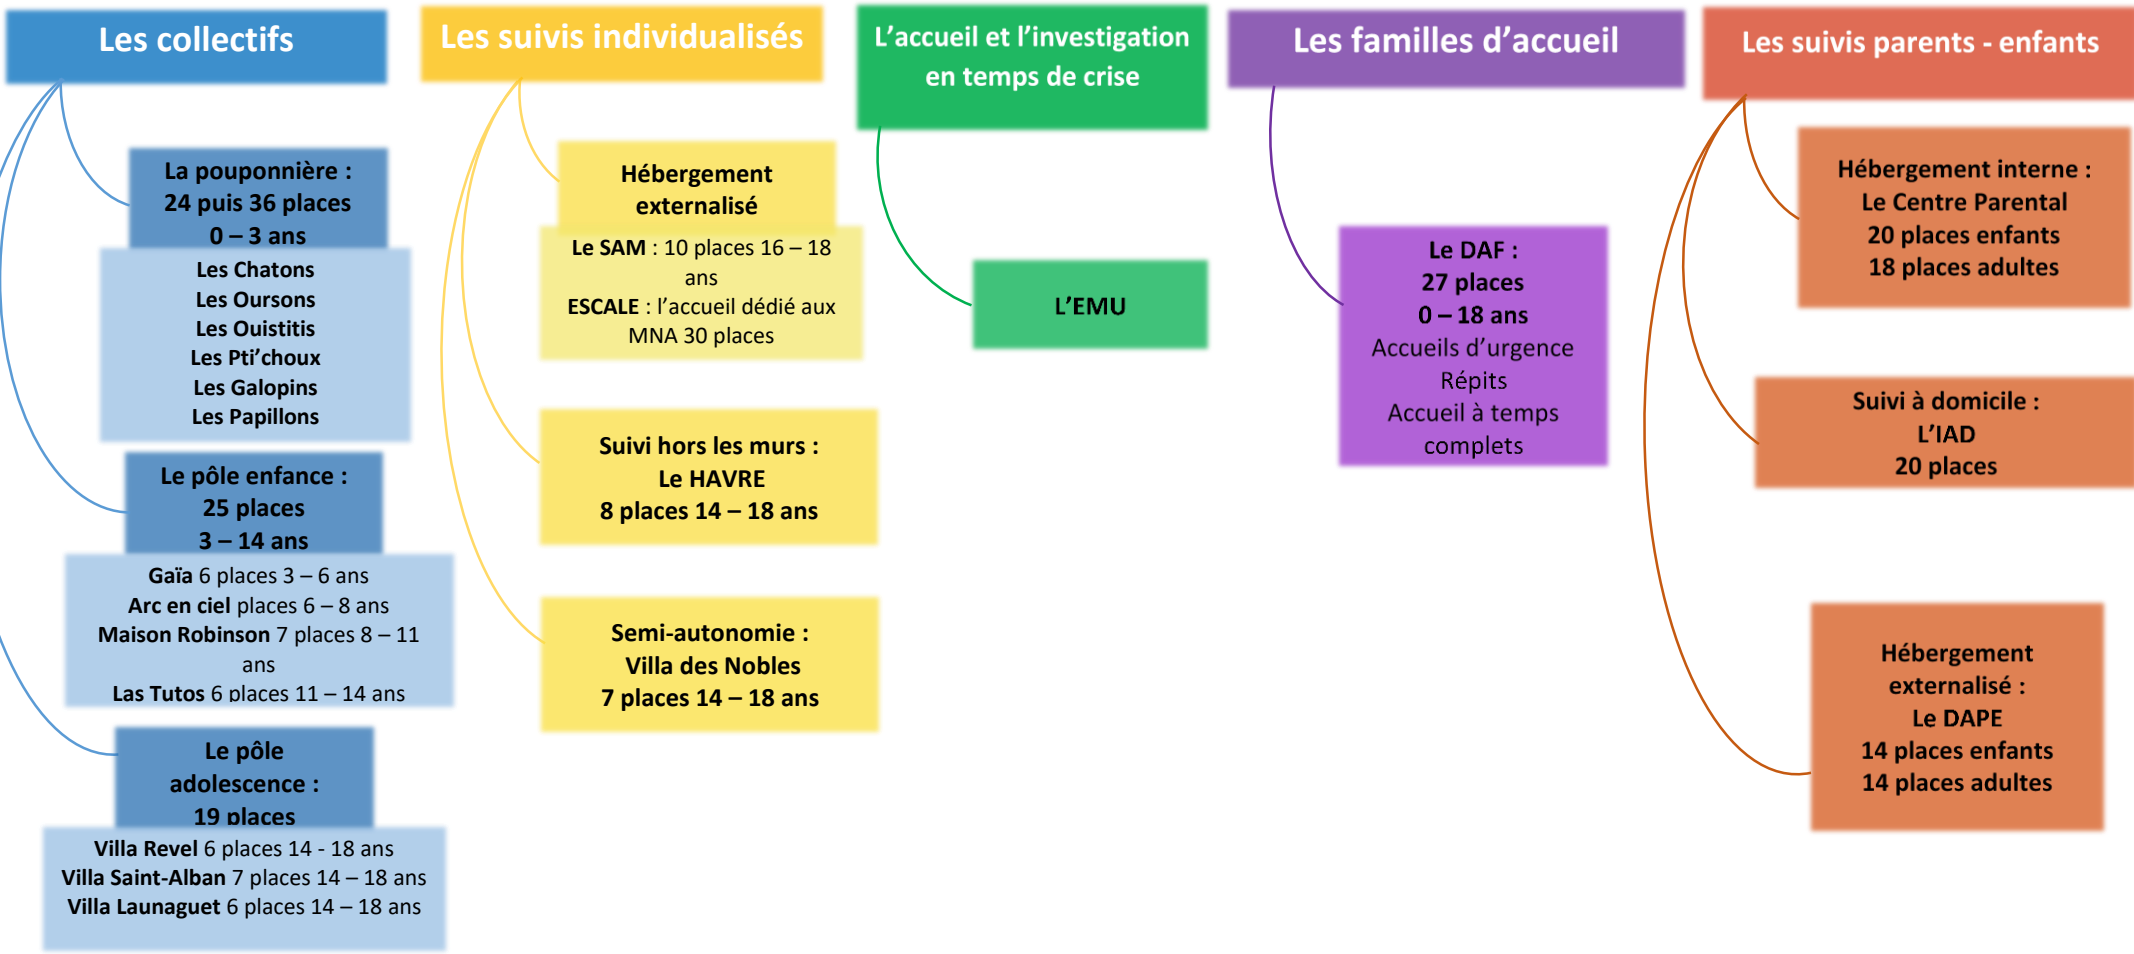 Les collectifs
La pouponnière :
24 puis 36 places
0 – 3 ans
Les Chatons
Les Oursons
Les Ouistitis
Les Pti'choux
Les Galopins
Les Papillons
Le pôle enfance :
25 places
3 – 14 ans
Gaïa 6 places 3 – 6 ans
Arc en ciel places 6 – 8 ans
Maison Robinson 7 places 8 – 11
ans
Las Tutos 6 places 11 – 14 ans
Le pôle
adolescence :
19 places
Villa Revel 6 places 14 - 18 ans
Villa Saint-Alban 7 places 14 – 18 ans
Villa Launaguet 6 places 14 – 18 ans
Les suivis individualisés
Hébergement
externalisé
Le SAM : 10 places 16 – 18
ans
ESCALE : l'accueil dédié aux
MNA 30 places
Suivi hors les murs :
Le HAVRE
8 places 14 – 18 ans
Semi-autonomie :
Villa des Nobles
7 places 14 – 18 ans
L'accueil et l'investigation
en temps de crise
L'EMU
Les familles d'accueil
Le DAF :
27 places
0 – 18 ans
Accueils d'urgence
Répits
Accueil à temps
complets
Les suivis parents - enfants
Hébergement interne :
Le Centre Parental
20 places enfants
18 places adultes
Suivi à domicile :
L'IAD
20 places
Hébergement
externalisé :
Le DAPE
14 places enfants
14 places adultes